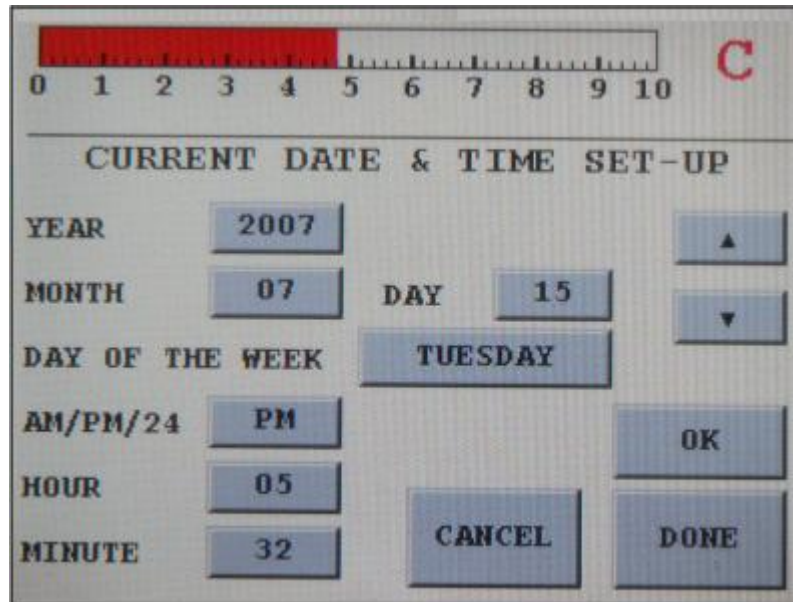 C
0 1 2 3 4 5 6 7 8 9 10
CURRENT DATE & TIME SET-UP
YEAR 2007
MONTH 07 DAY 15
DAY OF THE WEEK TUESDAY
AM/PM/24 PM
OK
HOUR 05
CANCEL DONE
MINUTE 32